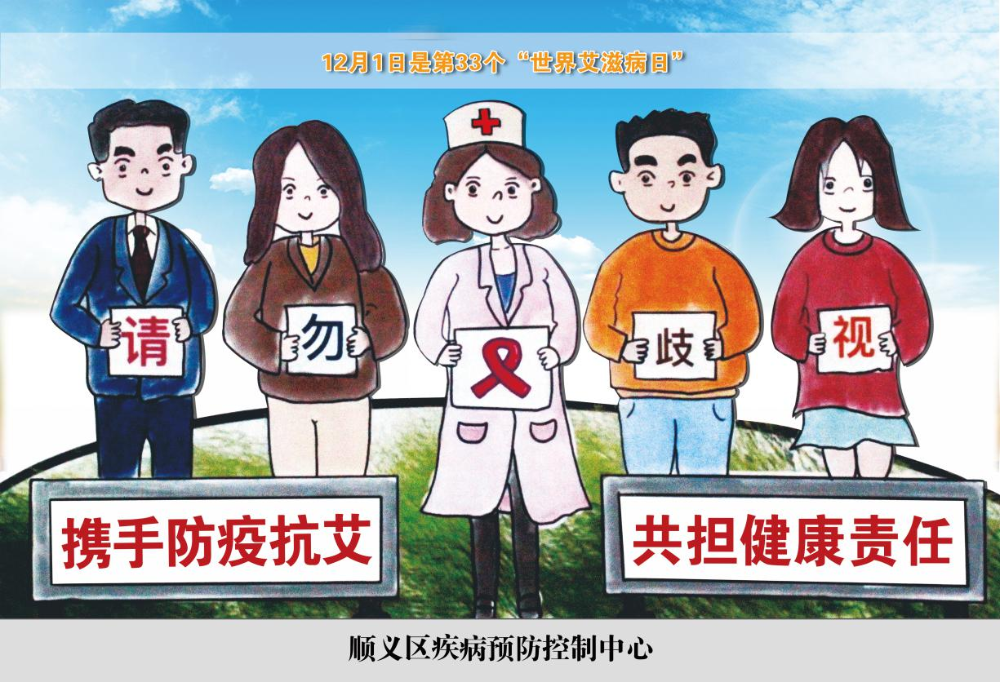 12月1日是第33个“世界艾滋病日”
请 勿 歧 视
携手防疫抗艾
共担健康责任
顺义区疾病预防控制中心